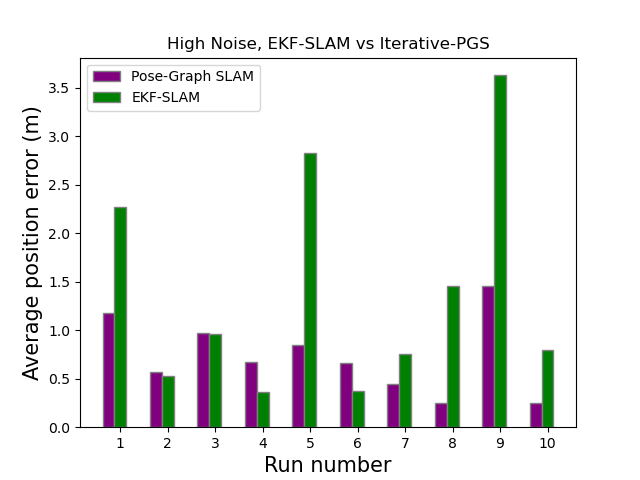 High Noise, EKF-SLAM vs Iterative-PGS
Pose-Graph SLAM
EKF-SLAM
Average position error (m)
3.5
3.0
2.5
2.0
1.5
1.0
0.5
0.0
1 2 3 4 5 6 7 8 9 10
Run number